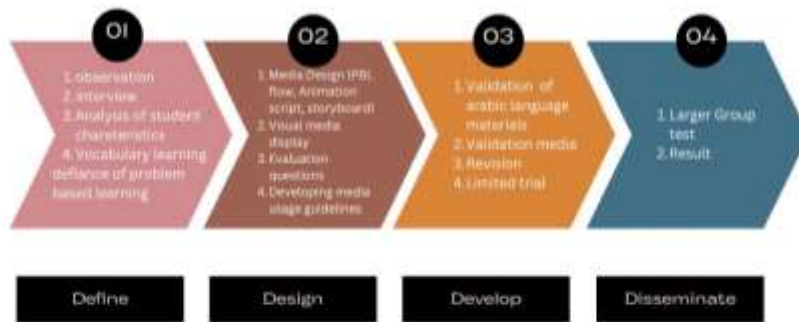 01
1. observation
2. interview
3. Analysis of student
chareteristics
4. Vocabulary learning
defiance of problem
based learning
02
1. Media Design (PBL
flow, Animation
script, storyboard)
2. Visual media
display
3. Evaluation
questions
4. Developing media
usage guidelines
03
1. Validation of
arabic language
materiels
2. Validation media
3. Revision
4. Limited trial
04
1. Larger Group
test
2. Result
Define
Design
Develop
Disseminate